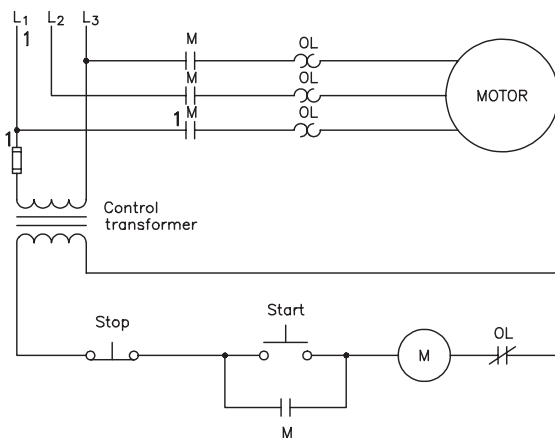 L1 L2 L3
1
M OL
M OL
MOTOR
1 M OL
1
Control
transformer
Stop
Start
OL
M
M